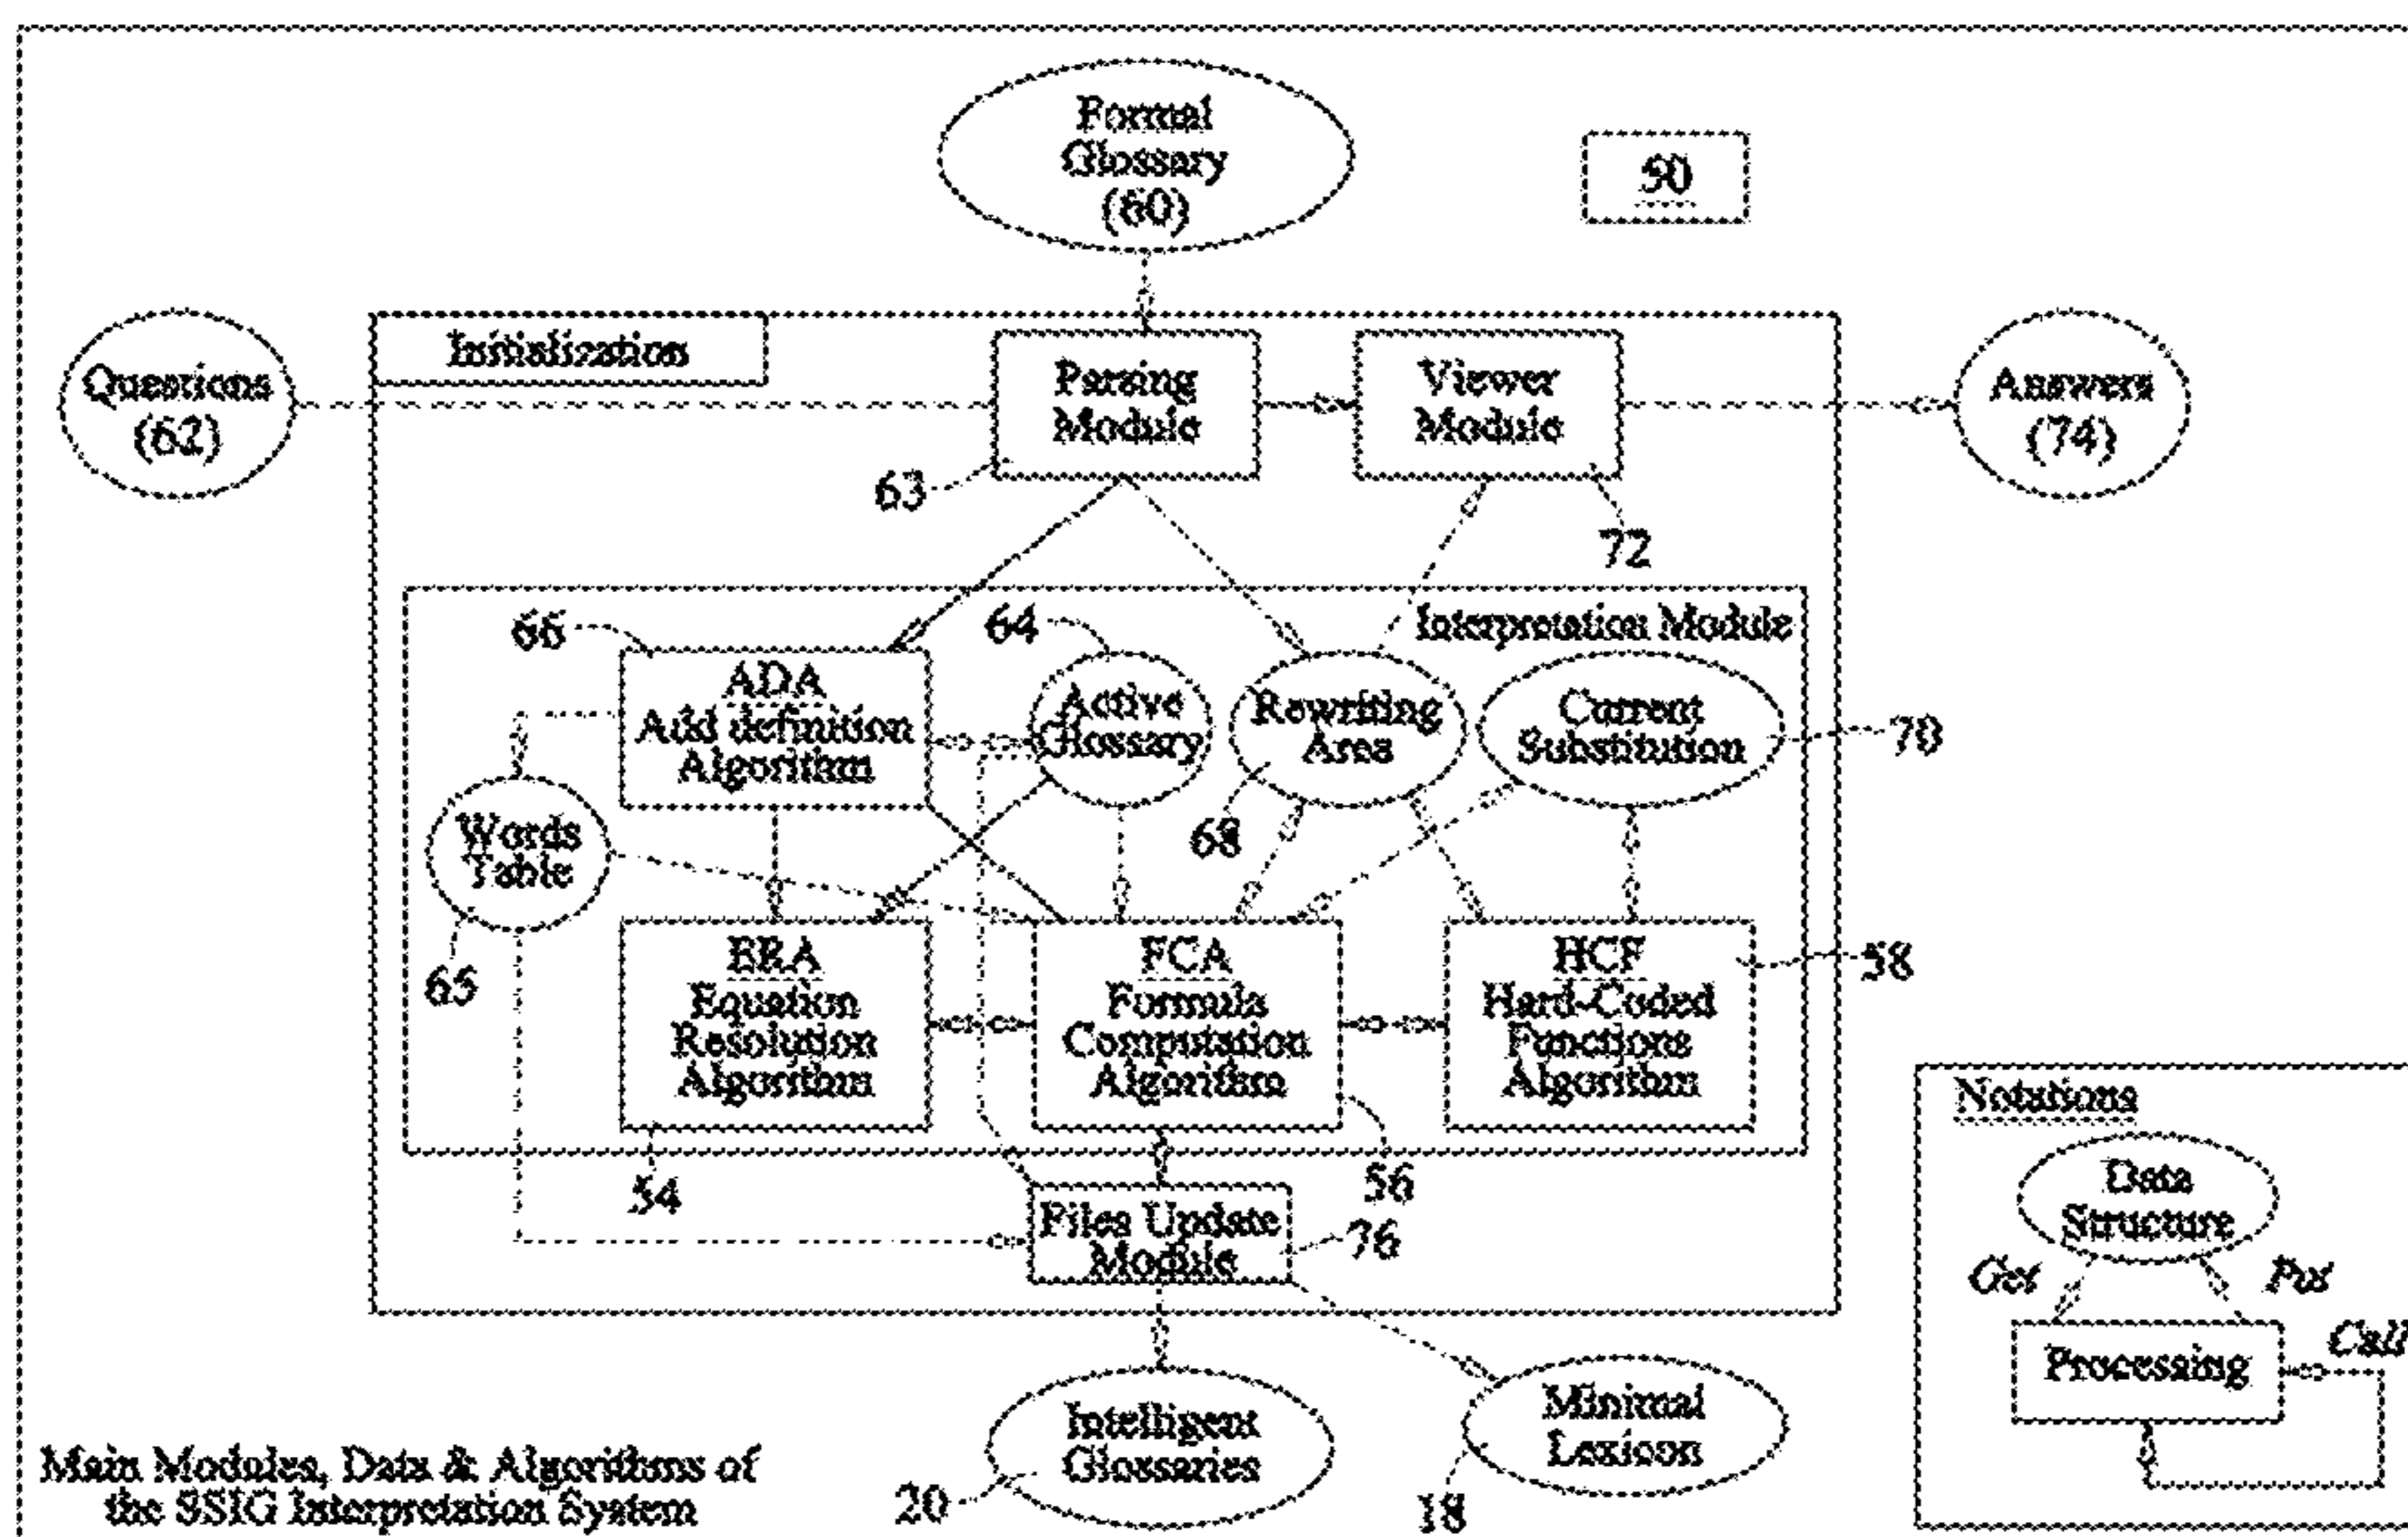 Formal
Glossary
(60)
50
Questions
(62)
Initialization
Parsing
Module
Viewer
Module
Answers
(74)
63
72
66
64
Interpretation Module
ADA
Add definition
Algorithm
Active
Glossary
Rewriting
Area
Current
Substitution
70
Words
Table
68
65
ERA
Equation
Resolution
Algorithm
FCA
Formula
Computation
Algorithm
HCF
Hard-Coded
Functions
Algorithm
58
54
56
Files Update
Module
76
Notations
Data
Structure
Get
Put
Processing
Call
Intelligent
Glossaries
20
Minimal
Lexicon
18
Main Modules, Data & Algorithms of
the SSIG Interpretation System